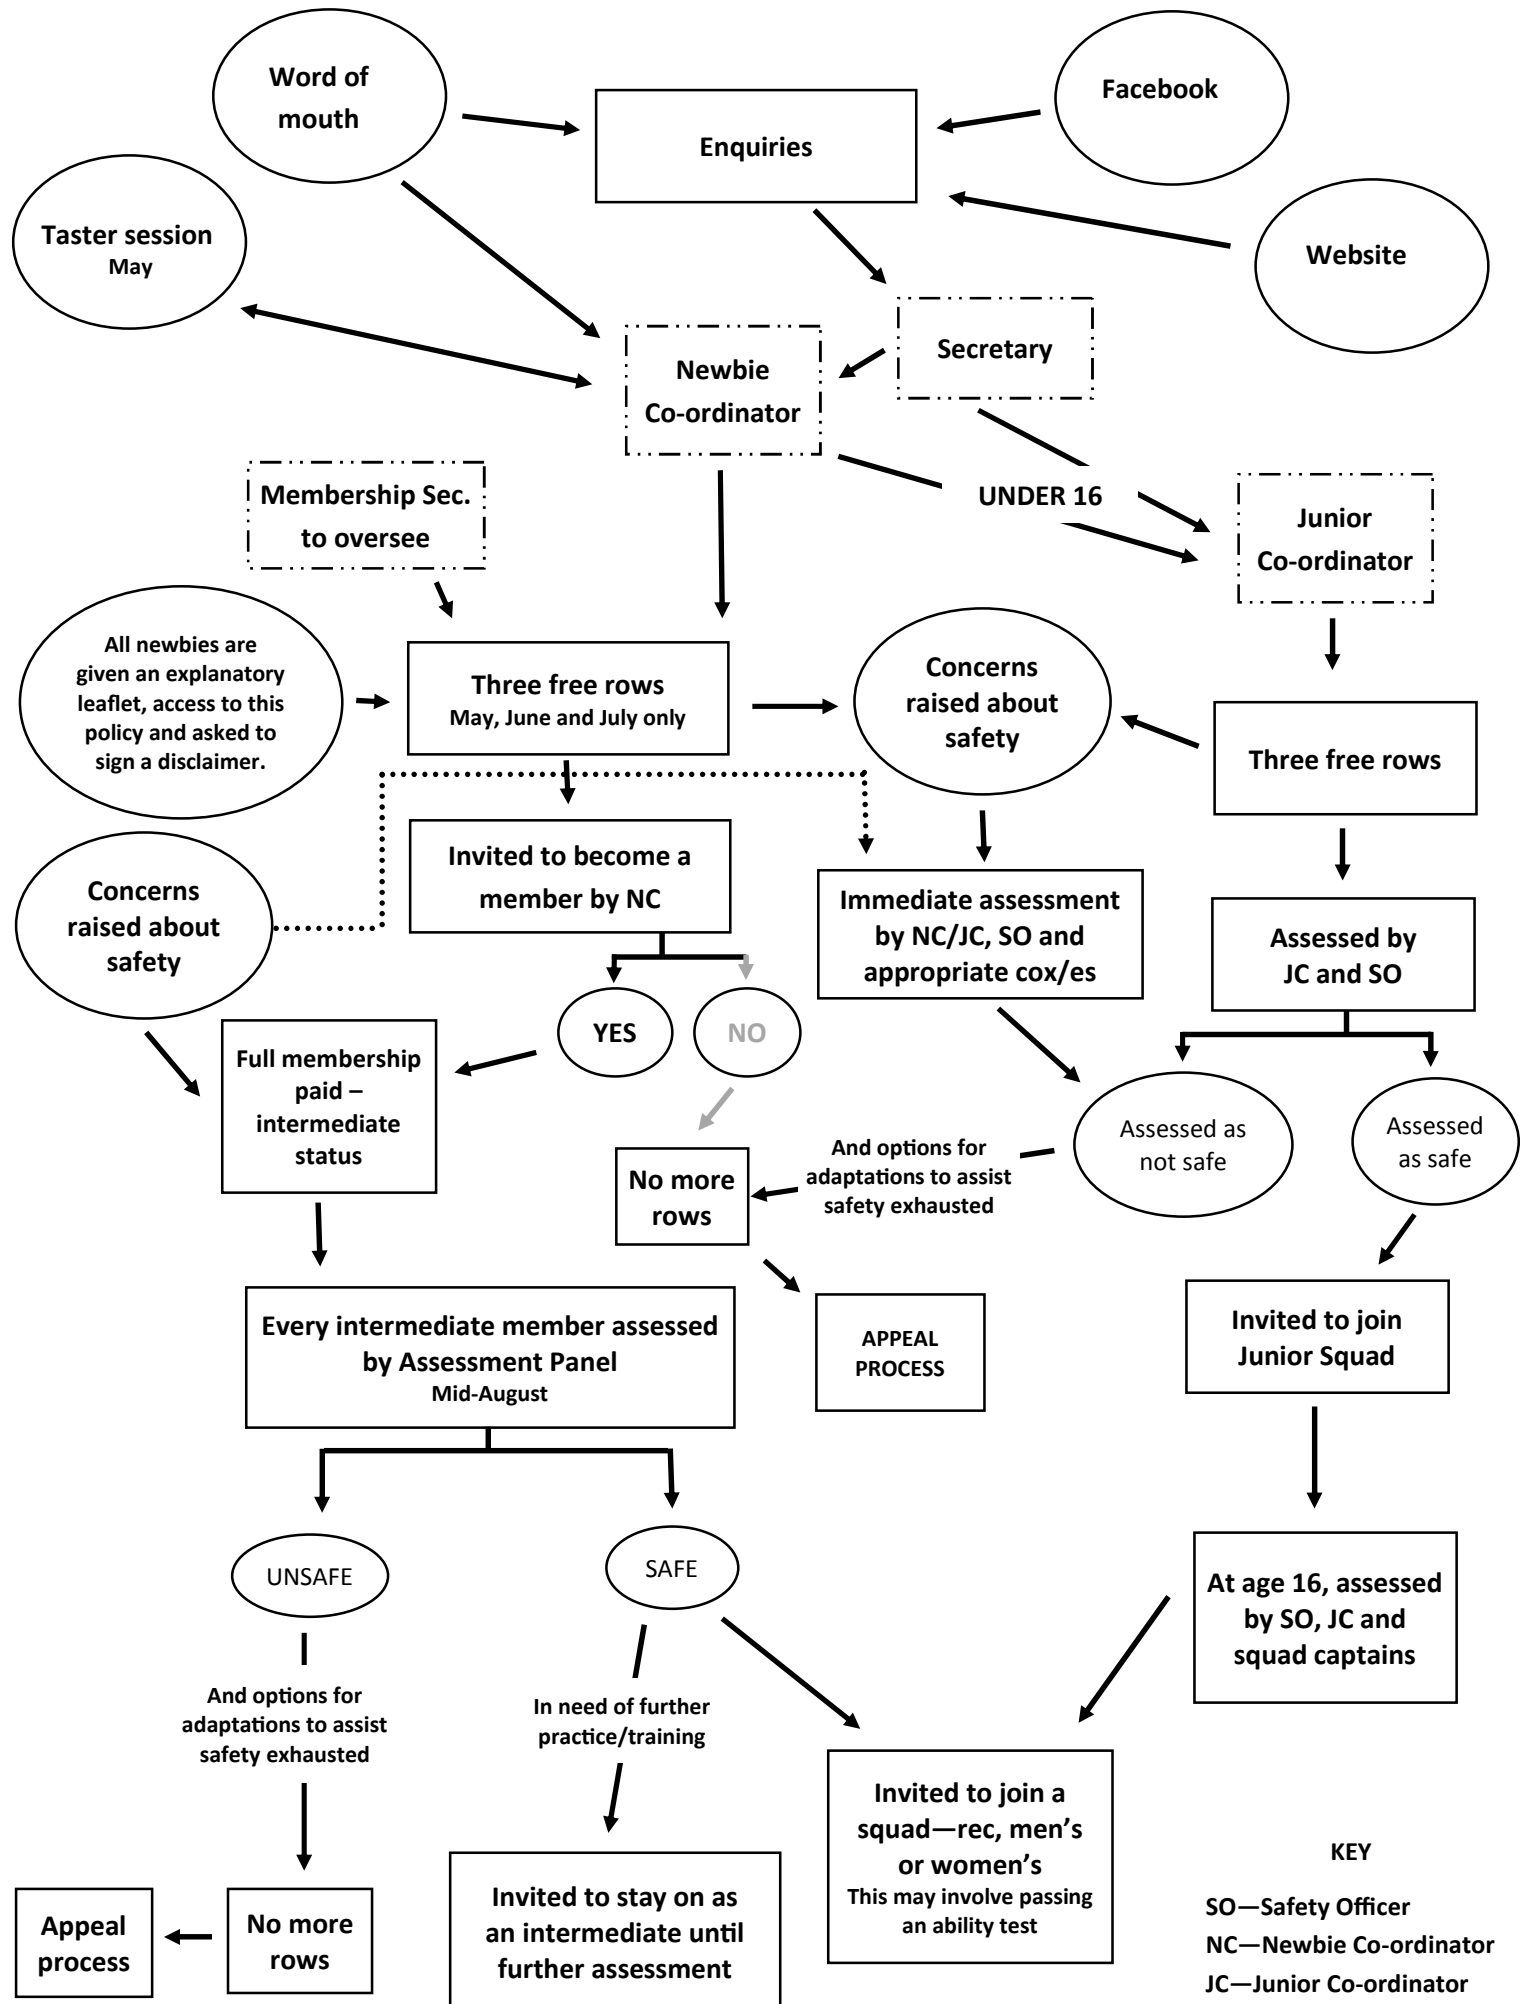 Word of
mouth
Facebook
Enquiries
Taster session
May
Website
Secretary
Newbie
Co-ordinator
Membership Sec.
to oversee
UNDER 16
Junior
Co-ordinator
All newbies are
given an explanatory
leaflet, access to this
policy and asked to
sign a disclaimer.
Three free rows
May, June and July only
Concerns
raised about
safety
Three free rows
Invited to become a
member by NC
Concerns
raised about
safety
Immediate assessment
by NC/JC, SO and
appropriate cox/es
Assessed by
JC and SO
YES
NO
Full membership
paid –
intermediate
status
Assessed as
not safe
Assessed
as safe
And options for
adaptations to assist
safety exhausted
No more
rows
Every intermediate member assessed
by Assessment Panel
Mid-August
APPEAL
PROCESS
Invited to join
Junior Squad
UNSAFE
SAFE
At age 16, assessed
by SO, JC and
squad captains
And options for
adaptations to assist
safety exhausted
In need of further
practice/training
Invited to join a
squad—rec, men's
or women's
This may involve passing
an ability test
Appeal
process
No more
rows
Invited to stay on as
an intermediate until
further assessment
KEY
SO—Safety Officer
NC—Newbie Co-ordinator
JC—Junior Co-ordinator